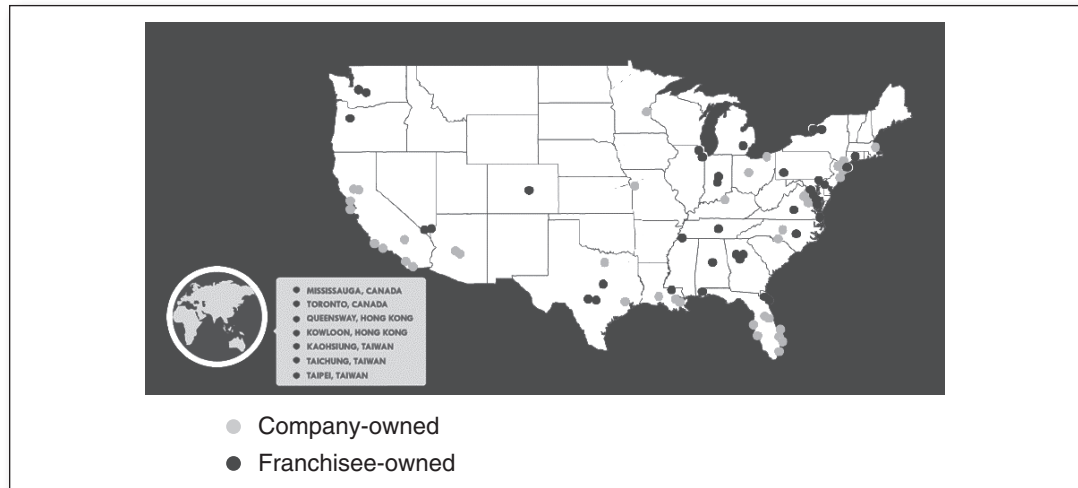 MISSISSAUGA, CANADA
TORONTO, CANADA
QUEENSWAY, HONG KONG
KOWLOON, HONG KONG
KAOHSIUNG, TAIWAN
TAICHUNG, TAIWAN
TAIPEI, TAIWAN
Company-owned
Franchisee-owned